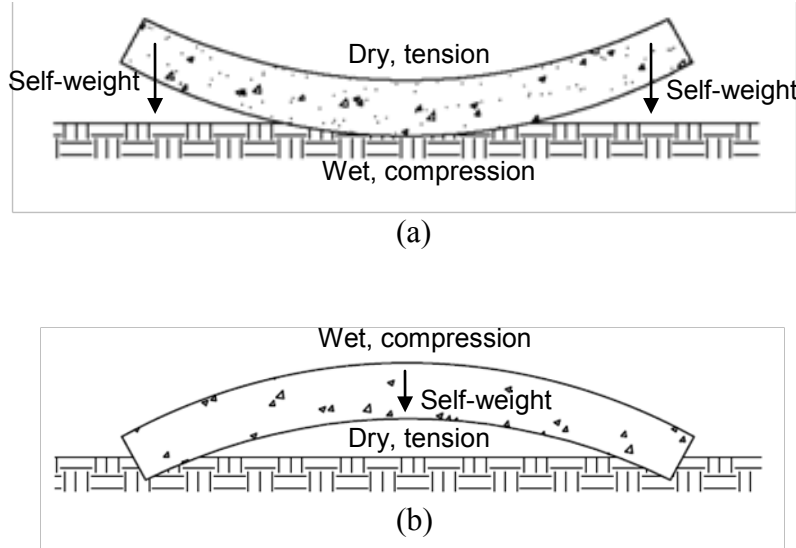 Dry, tension
Self-weight
Self-weight
Wet, compression
(a)
Wet, compression
Self-weight
Dry, tension
(b)